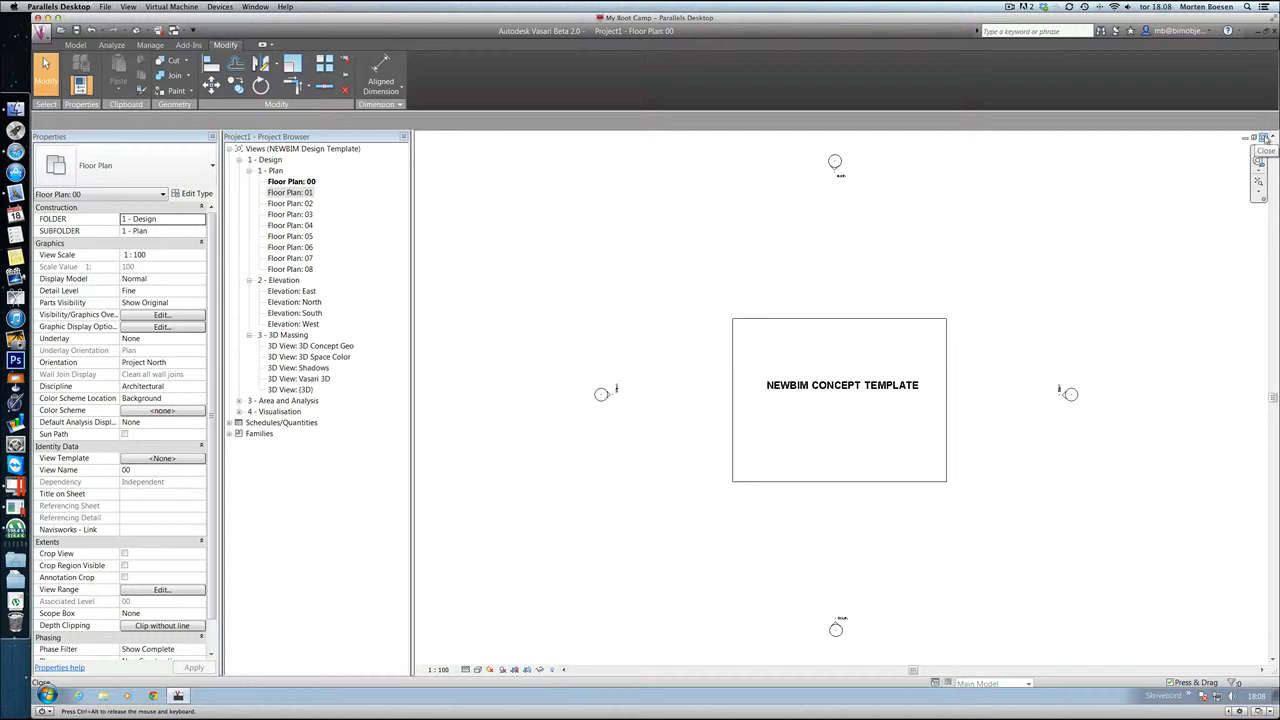 Parallels Desktop File View Virtual Machine Devices Window Help
tor 18.08 Morten Boesen
My Boot Camp – Parallels Desktop
Autodesk Vasari Beta 2.0 - Project1 - Floor Plan: 00
Type a keyword or phrase
mb@bimobje...
Model Analyze Manage Add-Ins Modify
Modify
Paste
Cut
Join
Paint
Aligned
Dimension
Select Properties Clipboard Geometry Modify Dimension
Properties
Floor Plan
Floor Plan: 00 Edit Type
Construction
FOLDER 1 - Design
SUBFOLDER 1 - Plan
Graphics
View Scale 1 : 100
Scale Value 1: 100
Display Model Normal
Detail Level Fine
Parts Visibility Show Original
Visibility/Graphics Ove... Edit...
Graphic Display Optio... Edit...
Underlay None
Underlay Orientation Plan
Orientation Project North
Wall Join Display Clean all wall joins
Discipline Architectural
Color Scheme Location Background
Color Scheme <none>
Default Analysis Displ... None
Sun Path
Identity Data
View Template <None>
View Name 00
Dependency Independent
Title on Sheet
Referencing Sheet
Referencing Detail
Navisworks - Link
Extents
Crop View
Crop Region Visible
Annotation Crop
View Range Edit...
Associated Level 00
Scope Box None
Depth Clipping Clip without line
Phasing
Phase Filter Show Complete
Properties help Apply
Project1 - Project Browser
Views (NEWBIM Design Template)
1 - Design
1 - Plan
Floor Plan: 00
Floor Plan: 01
Floor Plan: 02
Floor Plan: 03
Floor Plan: 04
Floor Plan: 05
Floor Plan: 06
Floor Plan: 07
Floor Plan: 08
2 - Elevation
Elevation: East
Elevation: North
Elevation: South
Elevation: West
3 - 3D Massing
3D View: 3D Concept Geo
3D View: 3D Space Color
3D View: Shadows
3D View: Vasari 3D
3D View: {3D}
3 - Area and Analysis
4 - Visualisation
Schedules/Quantities
Families
Close
NEWBIM CONCEPT TEMPLATE
1 : 100
Close
Main Model
Press & Drag :0
Skrivebord 18:08
Press Ctrl+Alt to release the mouse and keyboard.